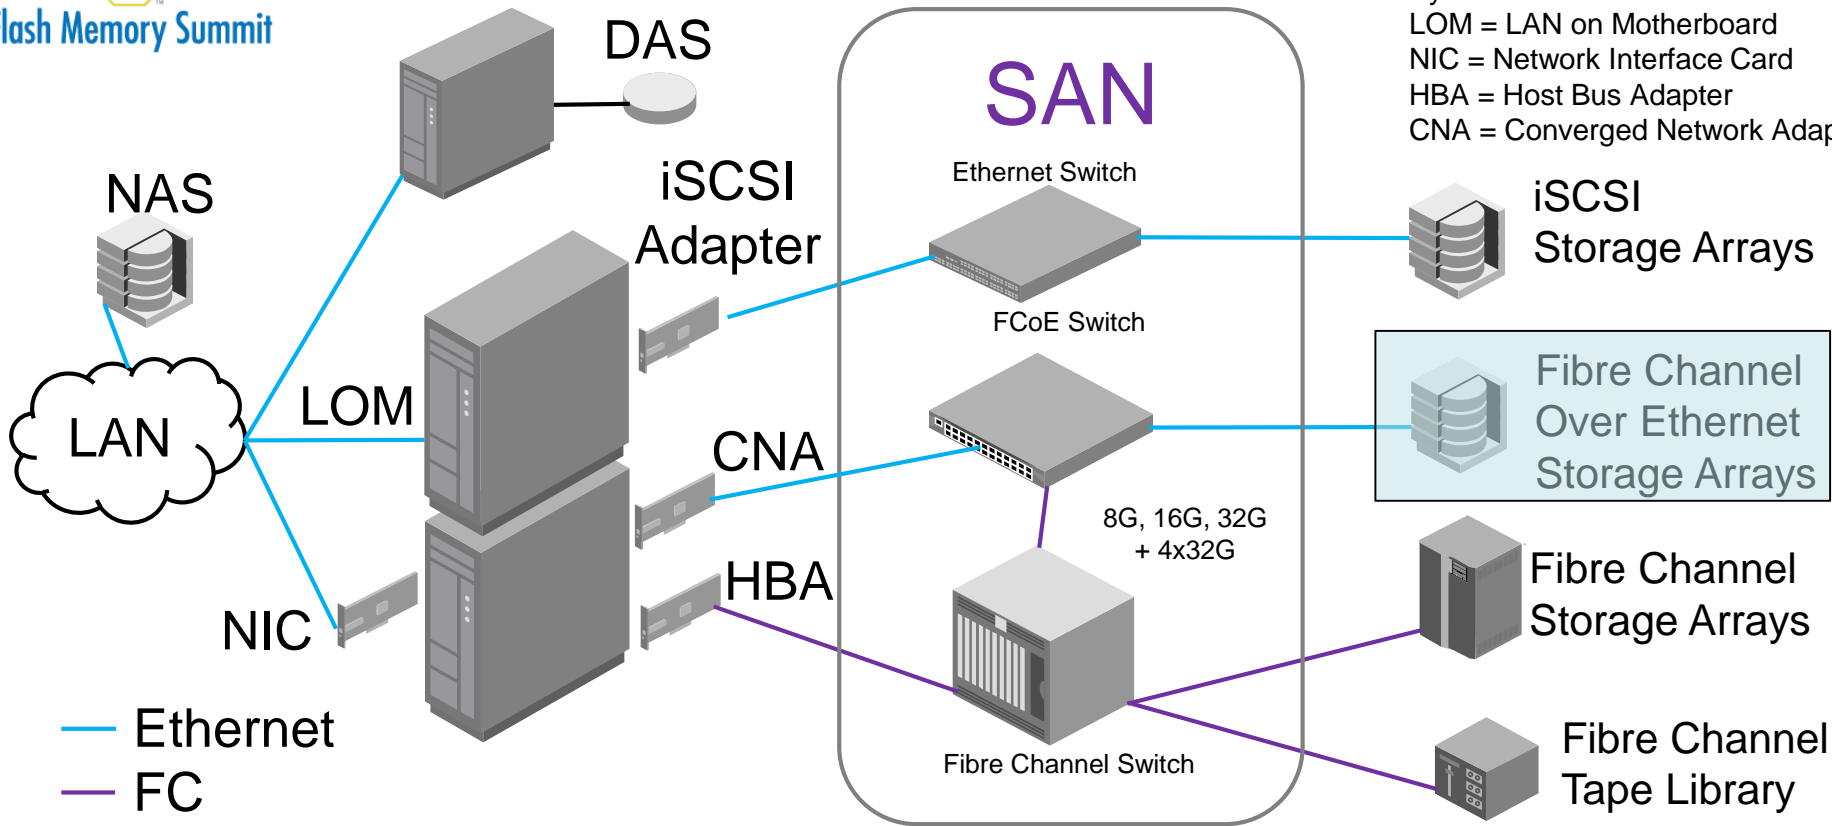 Flash Memory Summit
DAS
SAN
LOM = LAN on Motherboard
NIC = Network Interface Card
HBA = Host Bus Adapter
CNA = Converged Network
NAS
iSCSI
Adapter
Ethernet Switch
iSCSI
Storage Arrays
FCoE Switch
LAN
LOM
CNA
Fibre Channel
Over Ethernet
Storage Arrays
8G, 16G, 32G
+ 4x32G
NIC
HBA
Fibre Channel
Storage Arrays
Ethernet
FC
Fibre Channel Switch
Fibre Channel
Tape Library